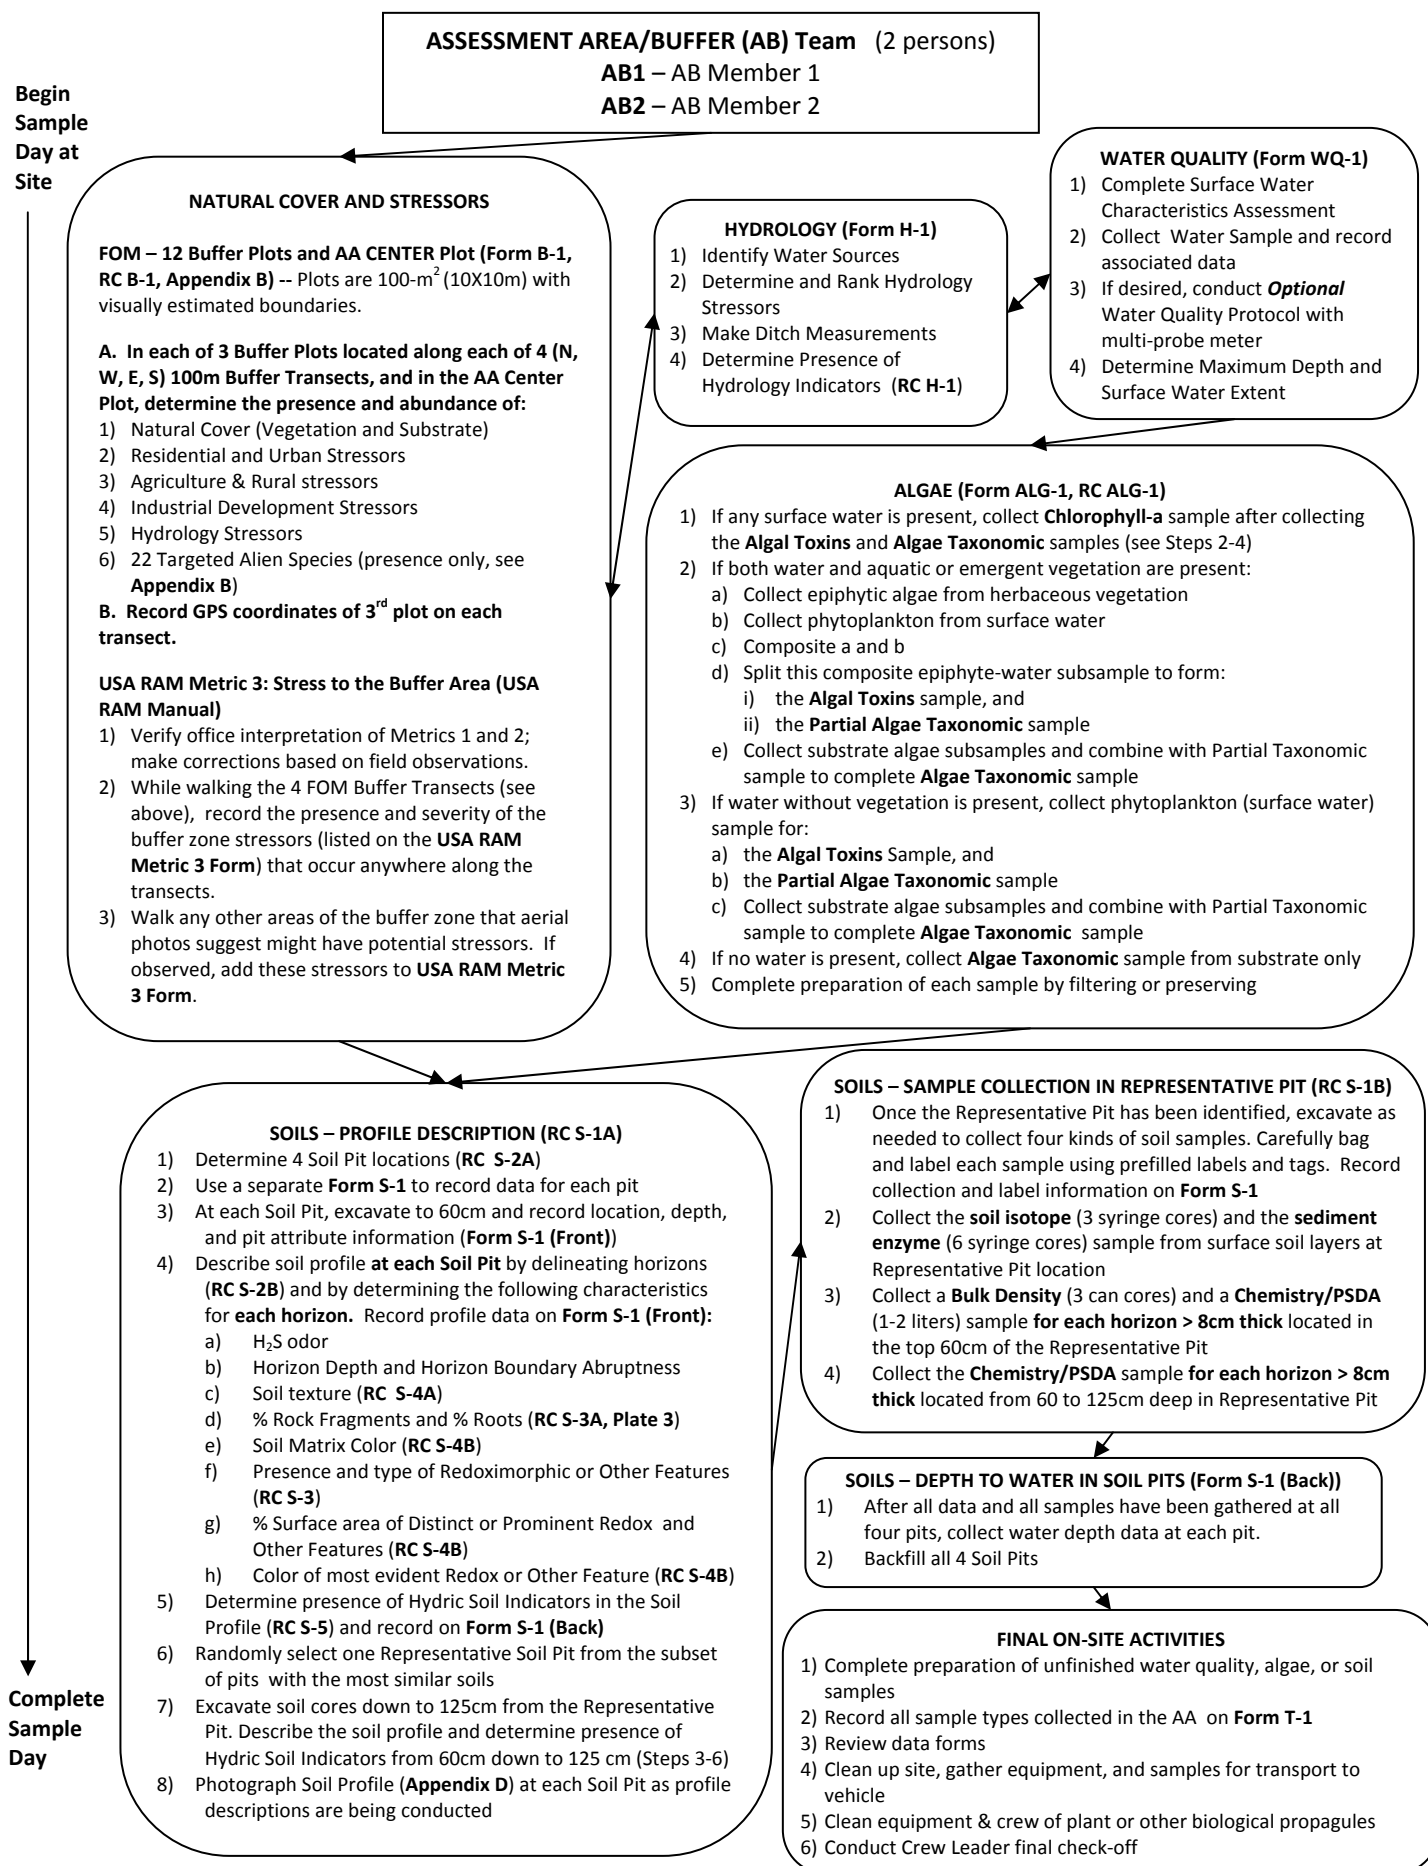 ASSESSMENT AREA/BUFFER (AB) Team (2 persons)
AB1 – AB Member 1
AB2 – AB Member 2
Begin
Sample
Day at
Site
NATURAL COVER AND STRESSORS
FOM – 12 Buffer Plots and AA CENTER Plot (Form B-1,
RC B-1, Appendix B) -- Plots are 100-m² (10X10m) with
visually estimated boundaries.
A. In each of 3 Buffer Plots located along each of 4 (N,
W, E, S) 100m Buffer Transects, and in the AA Center
Plot, determine the presence and abundance of:
1) Natural Cover (Vegetation and Substrate)
2) Residential and Urban Stressors
3) Agriculture & Rural stressors
4) Industrial Development Stressors
5) Hydrology Stressors
6) 22 Targeted Alien Species (presence only, see
Appendix B)
B. Record GPS coordinates of 3rd plot on each
transect.
USA RAM Metric 3: Stress to the Buffer Area (USA
RAM Manual)
1) Verify office interpretation of Metrics 1 and 2;
make corrections based on field observations.
2) While walking the 4 FOM Buffer Transects (see
above), record the presence and severity of the
buffer zone stressors (listed on the USA RAM
Metric 3 Form) that occur anywhere along the
transects.
3) Walk any other areas of the buffer zone that aerial
photos suggest might have potential stressors. If
observed, add these stressors to USA RAM Metric
3 Form.
HYDROLOGY (Form H-1)
1) Identify Water Sources
2) Determine and Rank Hydrology
Stressors
3) Make Ditch Measurements
4) Determine Presence of
Hydrology Indicators (RC H-1)
WATER QUALITY (Form WQ-1)
1) Complete Surface Water
Characteristics Assessment
2) Collect Water Sample and record
associated data
3) If desired, conduct Optional
Water Quality Protocol with
multi-probe meter
4) Determine Maximum Depth and
Surface Water Extent
ALGAE (Form ALG-1, RC ALG-1)
1) If any surface water is present, collect Chlorophyll-a sample after collecting
the Algal Toxins and Algae Taxonomic samples (see Steps 2-4)
2) If both water and aquatic or emergent vegetation are present:
a) Collect epiphytic algae from herbaceous vegetation
b) Collect phytoplankton from surface water
c) Composite a and b
d) Split this composite epiphyte-water subsample to form:
i) the Algal Toxins sample, and
ii) the Partial Algae Taxonomic sample
e) Collect substrate algae subsamples and combine with Partial Taxonomic
sample to complete Algae Taxonomic sample
3) If water without vegetation is present, collect phytoplankton (surface water)
sample for:
a) the Algal Toxins Sample, and
b) the Partial Algae Taxonomic sample
c) Collect substrate algae subsamples and combine with Partial Taxonomic
sample to complete Algae Taxonomic sample
4) If no water is present, collect Algae Taxonomic sample from substrate only
5) Complete preparation of each sample by filtering or preserving
SOILS – PROFILE DESCRIPTION (RC S-1A)
1) Determine 4 Soil Pit locations (RC S-2A)
2) Use a separate Form S-1 to record data for each pit
3) At each Soil Pit, excavate to 60cm and record location, depth,
and pit attribute information (Form S-1 (Front))
4) Describe soil profile at each Soil Pit by delineating horizons
(RC S-2B) and by determining the following characteristics
for each horizon. Record profile data on Form S-1 (Front):
a) H₂S odor
b) Horizon Depth and Horizon Boundary Abruptness
c) Soil texture (RC S-4A)
d) % Rock Fragments and % Roots (RC S-3A, Plate 3)
e) Soil Matrix Color (RC S-4B)
f) Presence and type of Redoximorphic or Other Features
(RC S-3)
g) % Surface area of Distinct or Prominent Redox and
Other Features (RC S-4B)
h) Color of most evident Redox or Other Feature (RC S-4B)
5) Determine presence of Hydric Soil Indicators in the Soil
Profile (RC S-5) and record on Form S-1 (Back)
6) Randomly select one Representative Soil Pit from the subset
of pits with the most similar soils
7) Excavate soil cores down to 125cm from the Representative
Pit. Describe the soil profile and determine presence of
Hydric Soil Indicators from 60cm down to 125 cm (Steps 3-6)
8) Photograph Soil Profile (Appendix D) at each Soil Pit as profile
descriptions are being conducted
SOILS – SAMPLE COLLECTION IN REPRESENTATIVE PIT (RC S-1B)
1) Once the Representative Pit has been identified, excavate as
needed to collect four kinds of soil samples. Carefully bag
and label each sample using prefilled labels and tags. Record
collection and label information on Form S-1
2) Collect the soil isotope (3 syringe cores) and the sediment
enzyme (6 syringe cores) sample from surface soil layers at
Representative Pit location
3) Collect a Bulk Density (3 can cores) and a Chemistry/PSDA
(1-2 liters) sample for each horizon > 8cm thick located in
the top 60cm of the Representative Pit
4) Collect the Chemistry/PSDA sample for each horizon > 8cm
thick located from 60 to 125cm deep in Representative Pit
SOILS – DEPTH TO WATER IN SOIL PITS (Form S-1 (Back))
1) After all data and all samples have been gathered at all
four pits, collect water depth data at each pit.
2) Backfill all 4 Soil Pits
FINAL ON-SITE ACTIVITIES
1) Complete preparation of unfinished water quality, algae, or soil
samples
2) Record all sample types collected in the AA on Form T-1
3) Review data forms
4) Clean up site, gather equipment, and samples for transport to
vehicle
5) Clean equipment & crew of plant or other biological propagules
6) Conduct Crew Leader final check-off
Complete
Sample
Day